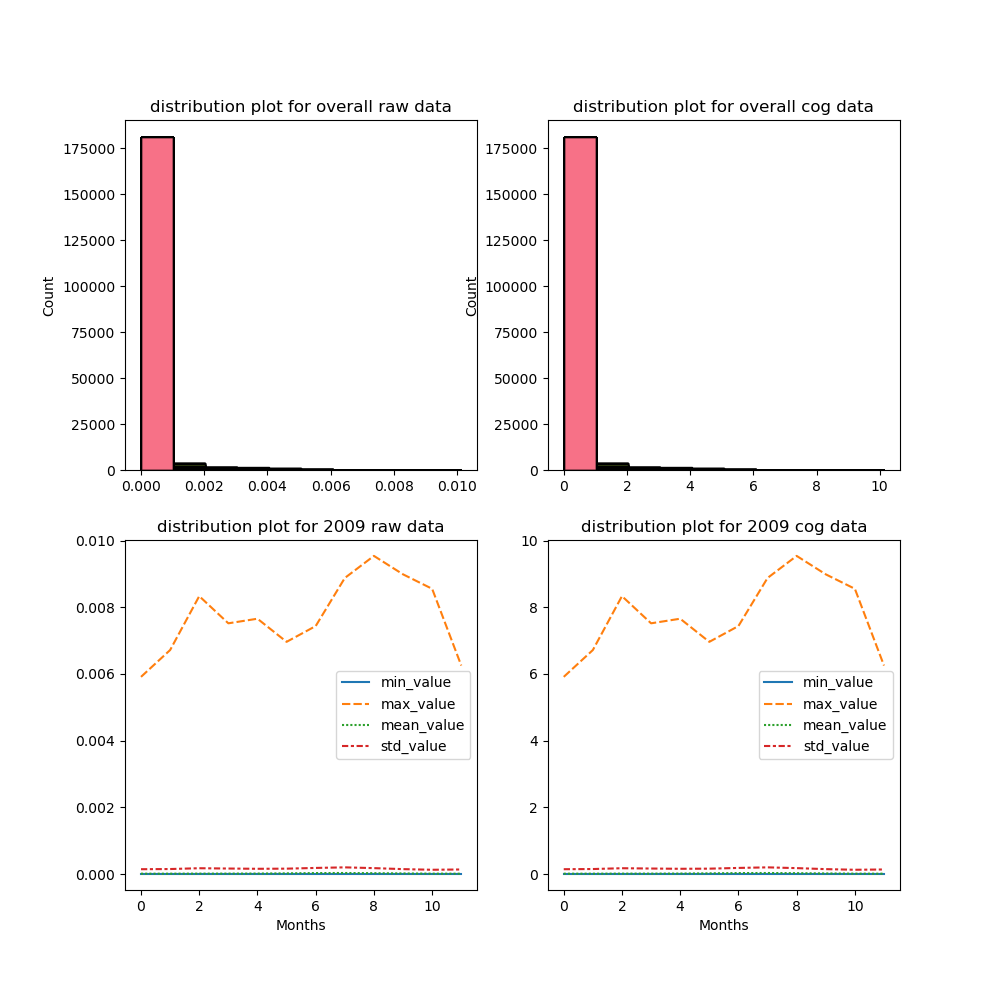 distribution plot for overall raw data
Count
175000
150000
125000
100000
75000
50000
25000
0
0.000 0.002 0.004 0.006 0.008 0.010
distribution plot for overall cog data
Count
175000
150000
125000
100000
75000
50000
25000
0
0 2 4 6 8 10
distribution plot for 2009 raw data
0.010
0.008
0.006
0.004
0.002
0.000
min_value
max_value
mean_value
std_value
0 2 4 6 8 10
Months
distribution plot for 2009 cog data
10
8
6
4
2
0
min_value
max_value
mean_value
std_value
0 2 4 6 8 10
Months